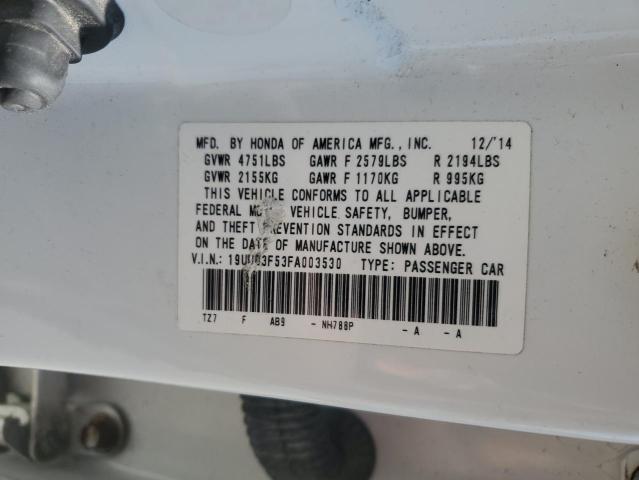 MFD. BY HONDA OF AMERICA MFG., INC. 12/'14
GVWR 4751LBS GAWR F 2579LBS R 2194LBS
GVWR 2155KG GAWR F 1170KG R 995KG
THIS VEHICLE CONFORMS TO ALL APPLICABLE
FEDERAL MOTOR VEHICLE SAFETY, BUMPER,
AND THEFT PREVENTION STANDARDS IN EFFECT
ON THE DATE OF MANUFACTURE SHOWN ABOVE.
V.I.N.: 19UUB3F53FA003530 TYPE: PASSENGER CAR
TZ7 F AB9 - NH788P - A - A